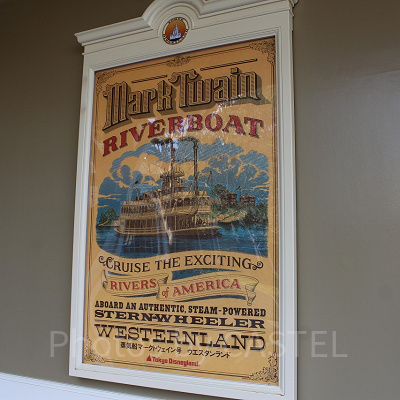 Mark Twain
RIVERBOAT
CRUISE THE EXCITING
RIVERS of AMERICA
ABOARD AN AUTHENTIC, STEAM-POWERED
STERN-WHEELER
WESTERNLAND
蒸気船マークトウェイン号 ウエスタンランド
Tokyo Disneyland
CASTEL